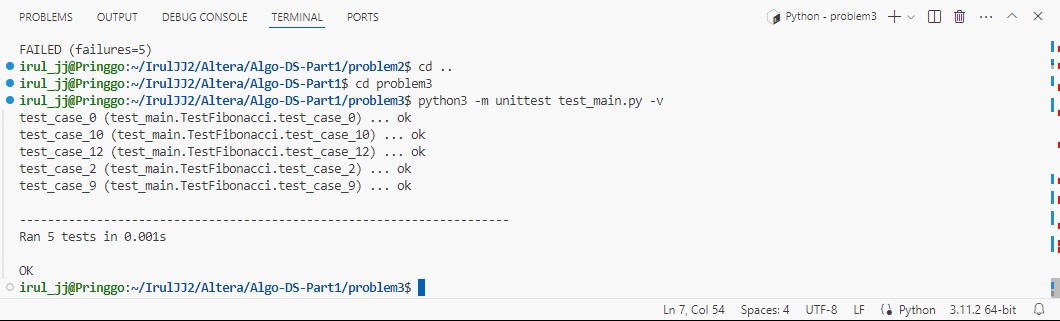 PROBLEMS OUTPUT DEBUG CONSOLE TERMINAL PORTS Python - problem3
FAILED (failures=5)
irul_jj@Pringgo:~/IrulJJ2/Altera/Algo-DS-Part1/problem2$ cd ..
irul_jj@Pringgo:~/IrulJJ2/Altera/Algo-DS-Part1$ cd problem3
irul_jj@Pringgo:~/IrulJJ2/Altera/Algo-DS-Part1/problem3$ python3 -m unittest test_main.py -v
test_case_0 (test_main.TestFibonacci.test_case_0) ... ok
test_case_10 (test_main.TestFibonacci.test_case_10) ... ok
test_case_12 (test_main.TestFibonacci.test_case_12) ... ok
test_case_2 (test_main.TestFibonacci.test_case_2) ... ok
test_case_9 (test_main.TestFibonacci.test_case_9) ... ok
----------------------------------------------------------------------
Ran 5 tests in 0.001s
OK
irul_jj@Pringgo:~/IrulJJ2/Altera/Algo-DS-Part1/problem3$
Ln 7, Col 54 Spaces: 4 UTF-8 LF Python 3.11.2 64-bit